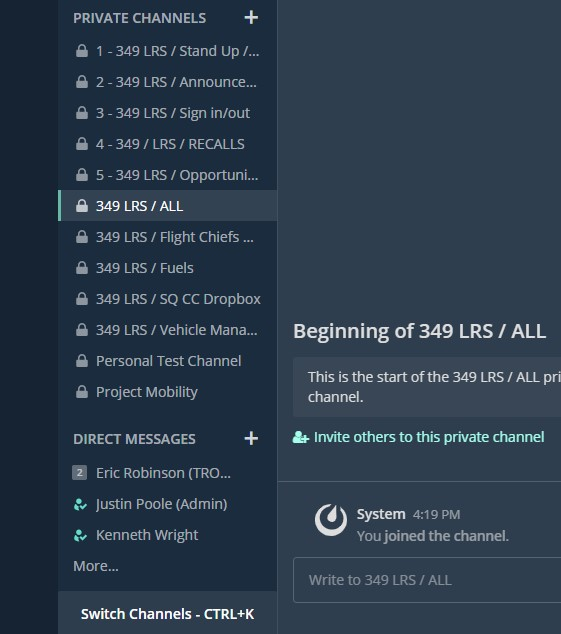 PRIVATE CHANNELS +
1 - 349 LRS / Stand Up /...
2 - 349 LRS / Announce...
3 - 349 LRS / Sign in/out
4 - 349 / LRS / RECALLS
5 - 349 LRS / Opportuni...
349 LRS / ALL
349 LRS / Flight Chiefs ...
349 LRS / Fuels
349 LRS / SQ CC Dropbox
349 LRS / Vehicle Mana...
Personal Test Channel
Project Mobility
DIRECT MESSAGES +
2 Eric Robinson (TRO...
Justin Poole (Admin)
Kenneth Wright
More...
Switch Channels - CTRL+K
Beginning of 349 LRS / ALL
This is the start of the 349 LRS / ALL pri
channel.
Invite others to this private channel
System 4:19 PM
You joined the channel.
Write to 349 LRS / ALL